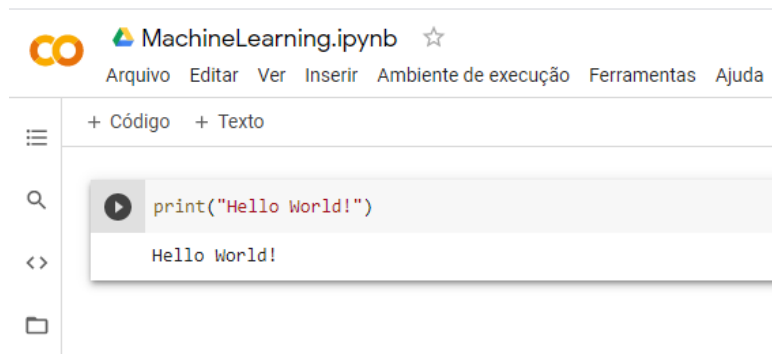 CO
MachineLearning.ipynb
Arquivo Editar Ver Inserir Ambiente de execução Ferramentas Ajuda
+ Código + Texto
print("Hello World!")
Hello World!